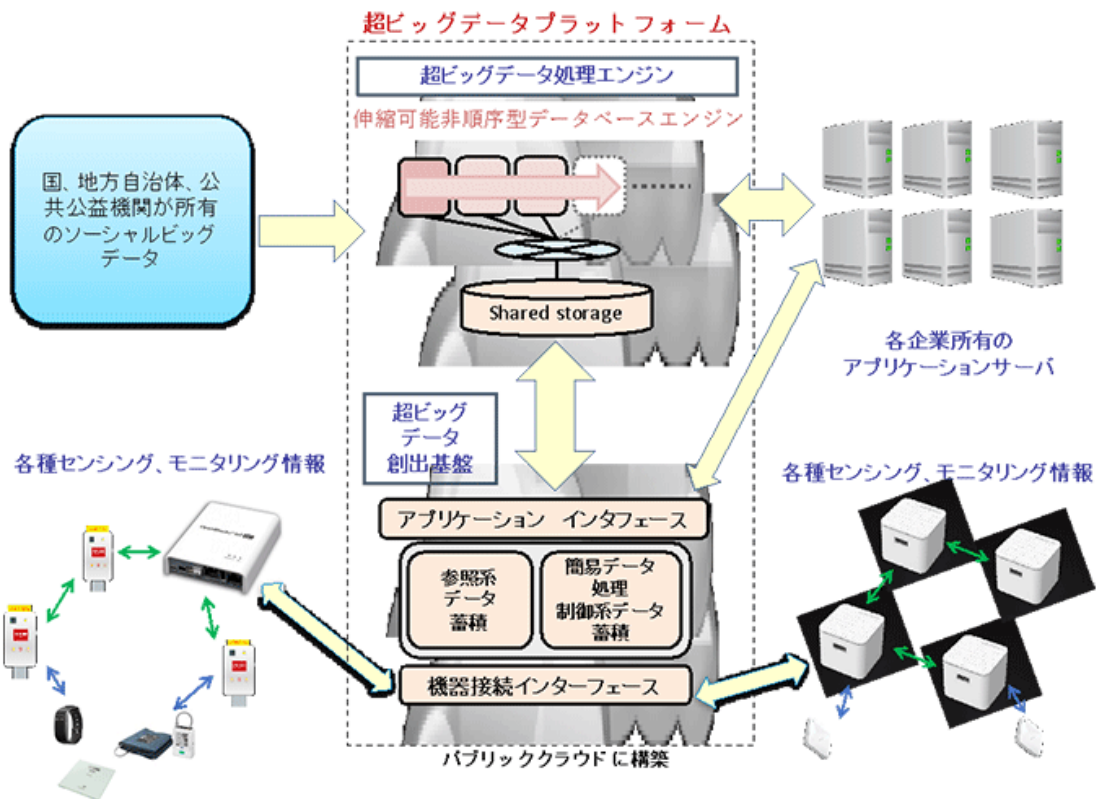 超ビッグデータプラットフォーム
超ビッグデータ処理エンジン
伸縮可能非順序型データベースエンジン
国、地方自治体、公
共公益機関が所有
のソーシャルビッグ
データ
Shared storage
各企業所有の
アプリケーションサーバ
超ビッグ
データ
創出基盤
各種センシング、モニタリング情報
各種センシング、モニタリング情報
アプリケーション インタフェース
参照系
データ
蓄積
簡易データ
処理
制御系データ
蓄積
機器接続インターフェース
パブリッククラウドに構築